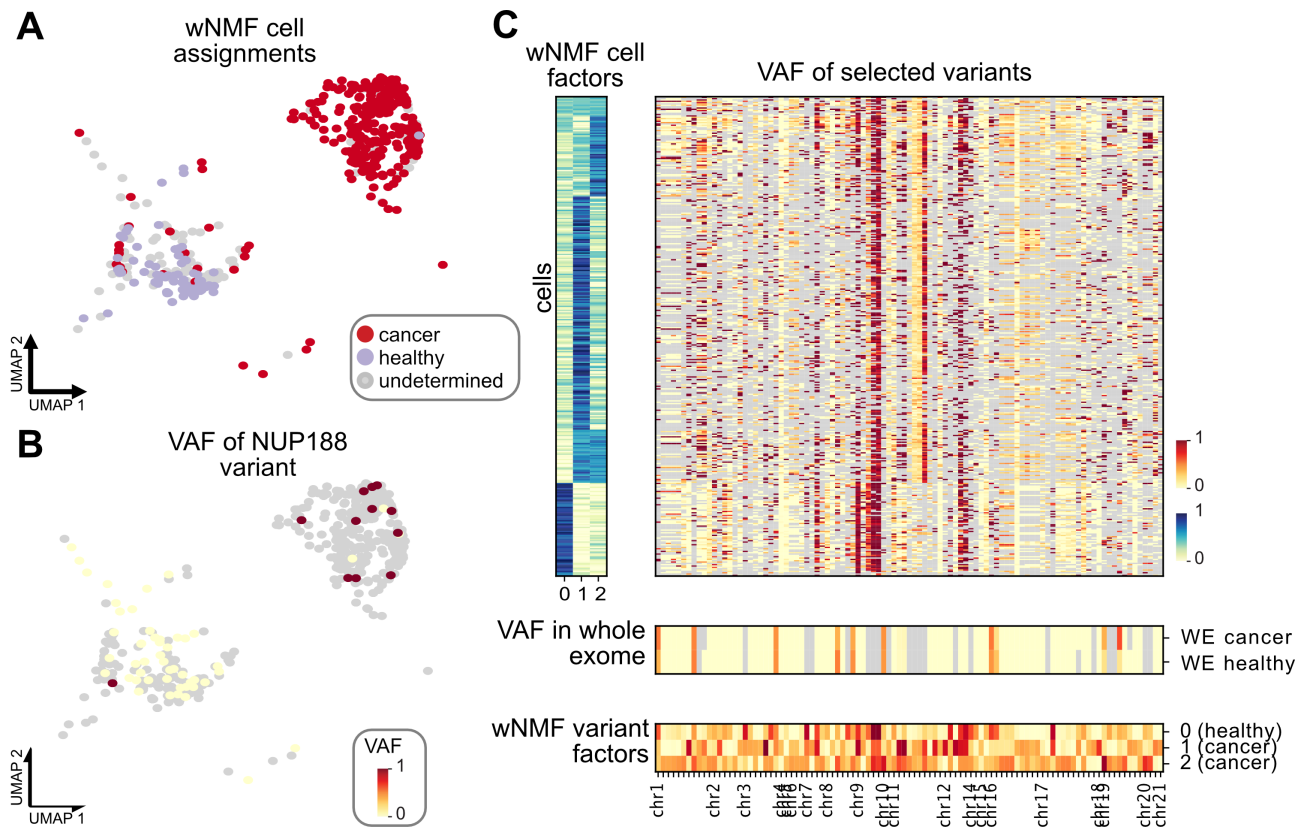 A
wNMF cell
assignments
cancer
healthy
undetermined
UMAP 2
UMAP 1
B
VAF of NUP188
variant
VAF
1
0
UMAP 2
UMAP 1
C
wNMF cell
factors
VAF of selected variants
cells
0 1 2
1
0
1
0
VAF in whole
exome
WE cancer
WE healthy
wNMF variant
factors
0 (healthy)
1 (cancer)
2 (cancer)
chr1 chr2 chr3 chr4 chr6 chr7 chr8 chr9 chr10 chr11 chr12 chr14 chr15 chr16 chr17 chr19 chr20 chr21